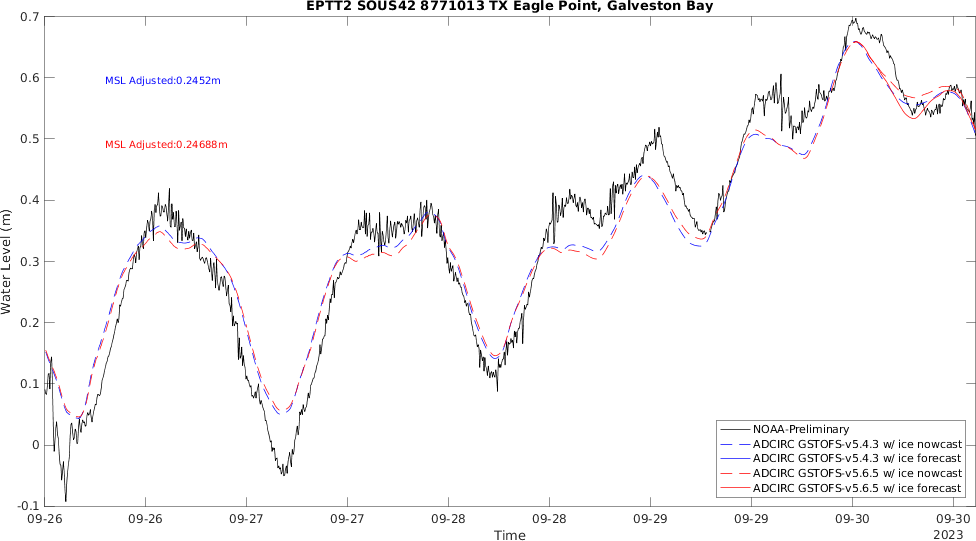 EPTT2 SOUS42 8771013 TX Eagle Point, Galveston Bay
0.7
0.6
0.5
0.4
0.3
0.2
0.1
0
-0.1
Water Level (m)
MSL Adjusted:0.2452m
MSL Adjusted:0.24688m
NOAA-Preliminary
ADCIRC GSTOFS-v5.4.3 w/ ice nowcast
ADCIRC GSTOFS-v5.4.3 w/ ice forecast
ADCIRC GSTOFS-v5.6.5 w/ ice nowcast
ADCIRC GSTOFS-v5.6.5 w/ ice forecast
09-26 09-26 09-27 09-27 09-28 09-28 09-29 09-29 09-30 09-30
Time
2023